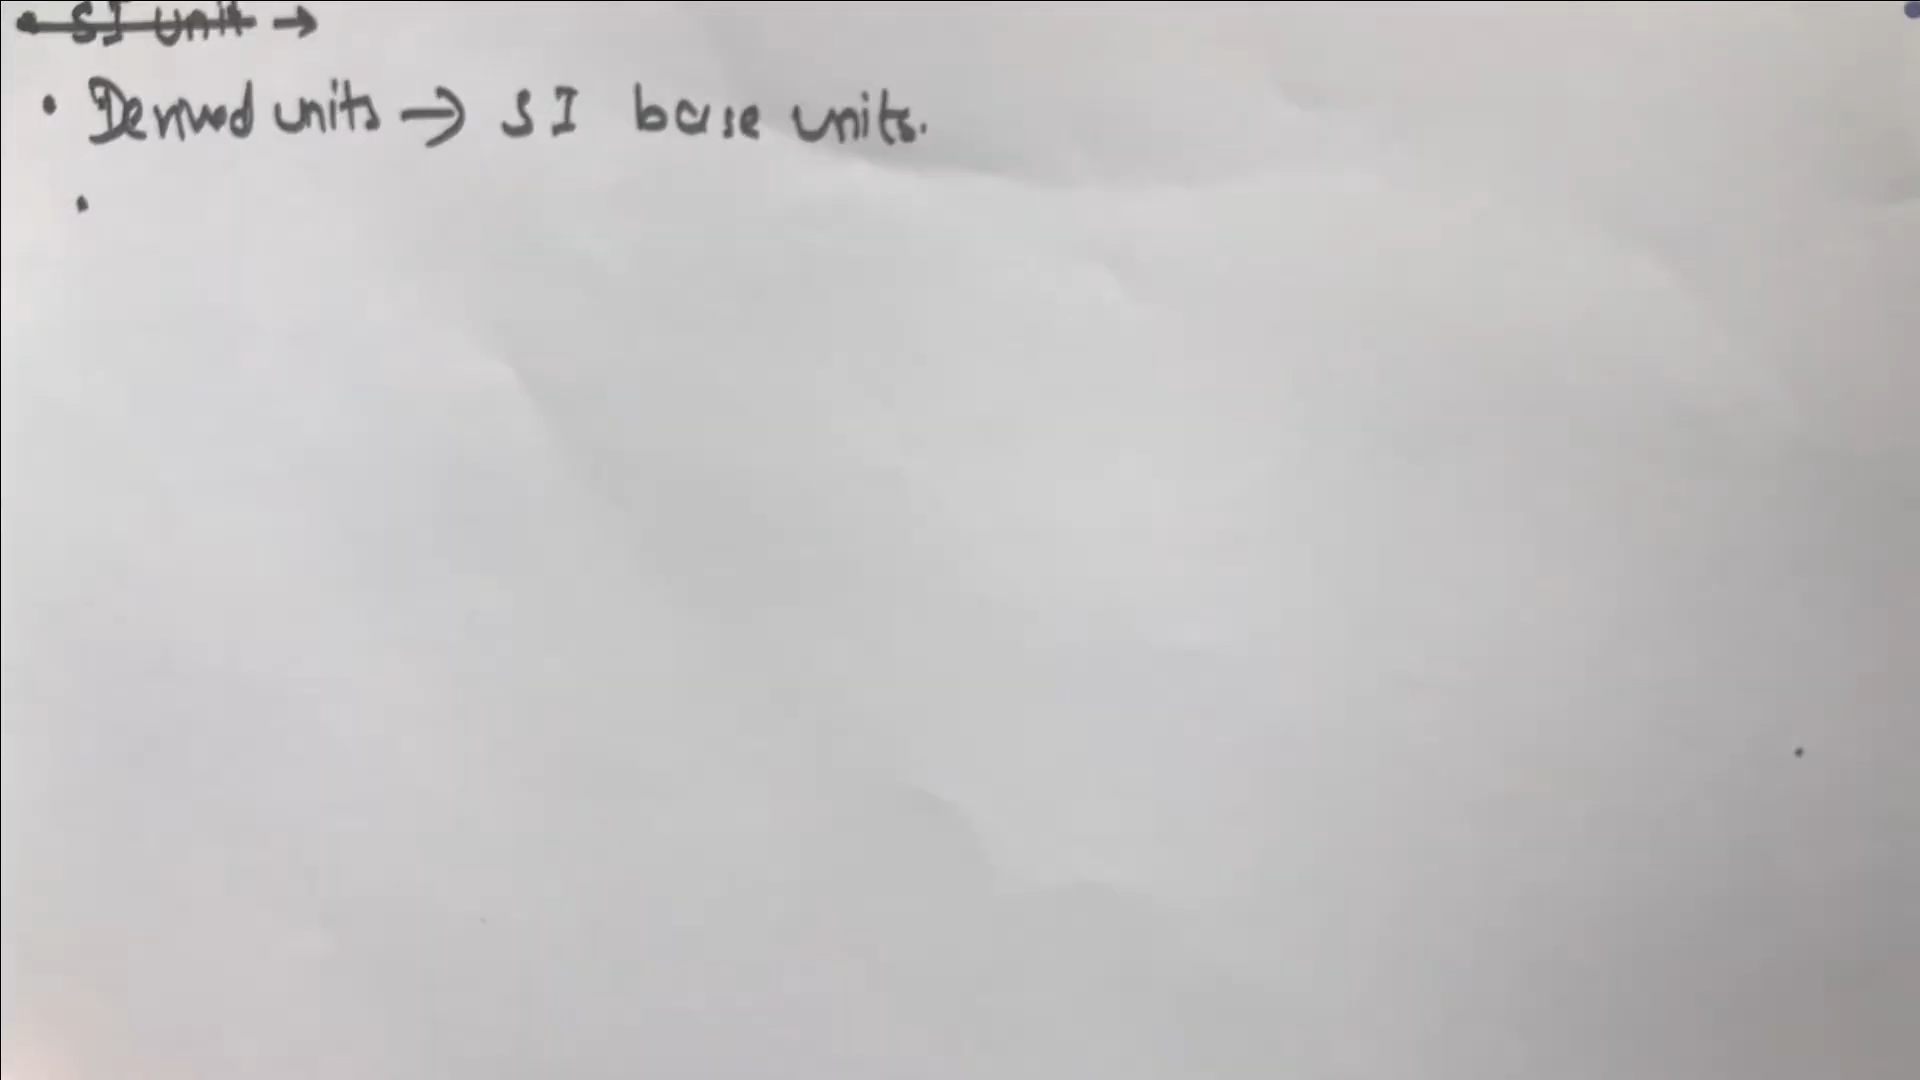 • SI unit →
• Derived units → SI base units.
•